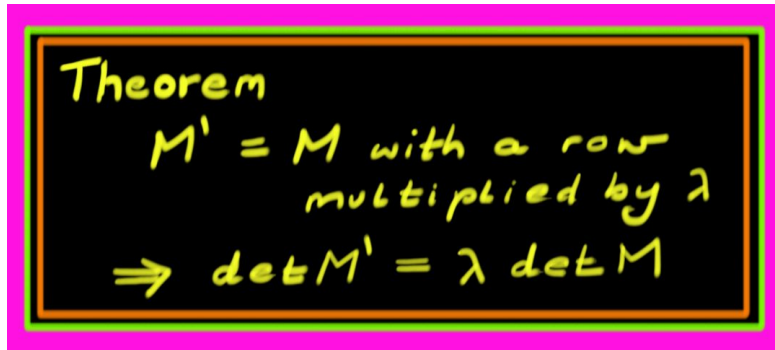 Theorem
M' = M with a row
multiplied by λ
⇒ detM' = λ detM